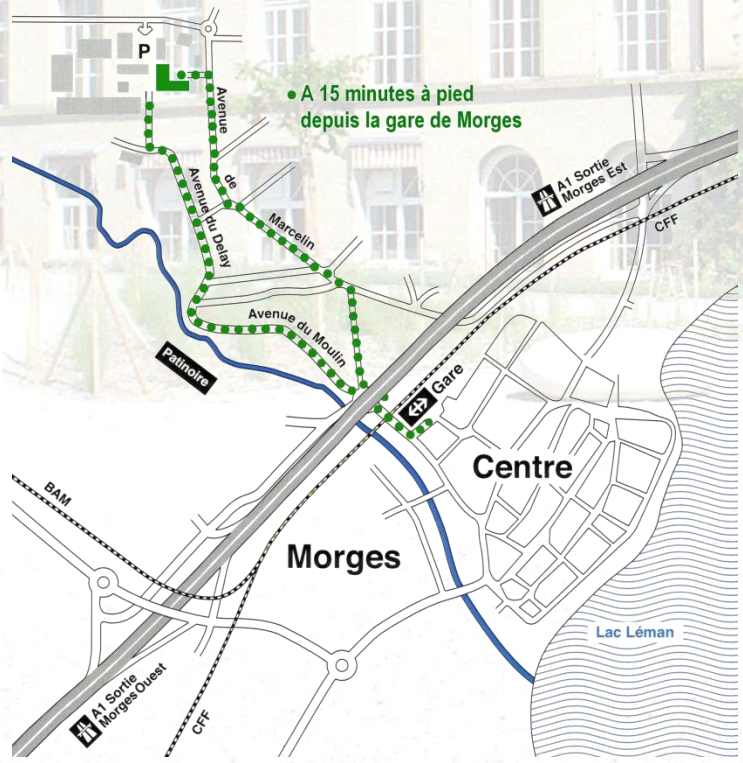 P
• A 15 minutes à pied
depuis la gare de Morges
Avenue
de
Marcelin
Avenue du Delay
A1 Sortie
Morges Est
CFF
Avenue du Moulin
Patinoire
Gare
Centre
BAM
Morges
Lac Léman
A1 Sortie
Morges Ouest
CFF